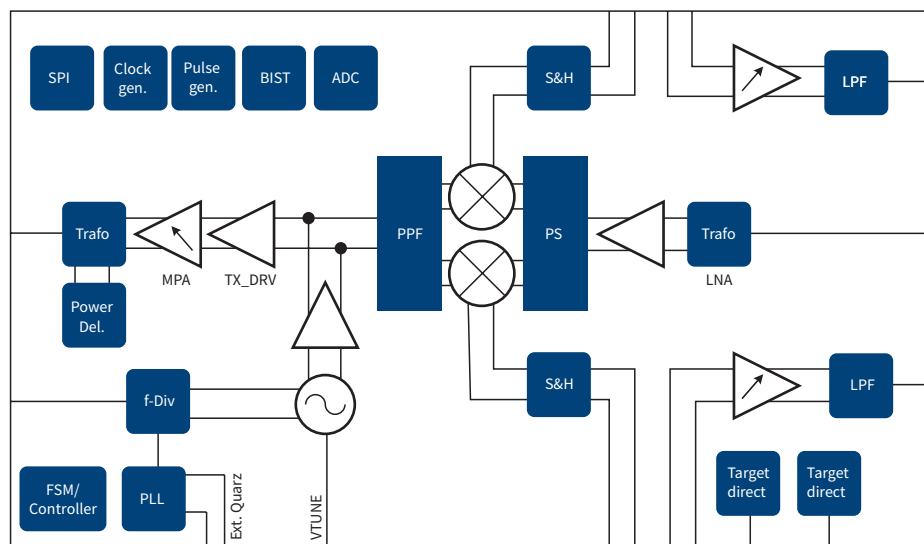 SPI
Clock
gen.
Pulse
gen.
BIST
ADC
S&H
LPF
Trafo
MPA
TX_DRV
PPF
PS
Trafo
LNA
Power
Del.
f-Div
S&H
LPF
FSM/
Controller
PLL
Ext. Quarz
VTUNE
Target
direct
Target
direct